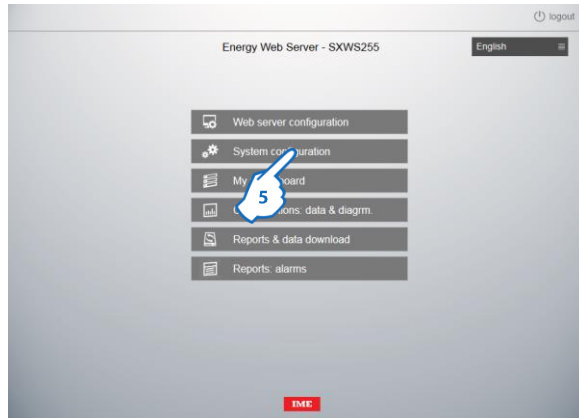 logout
Energy Web Server - SXWS255
English
Web server configuration
System configuration
My
5
: data & diagrm.
Reports & data download
Reports: alarms
IME